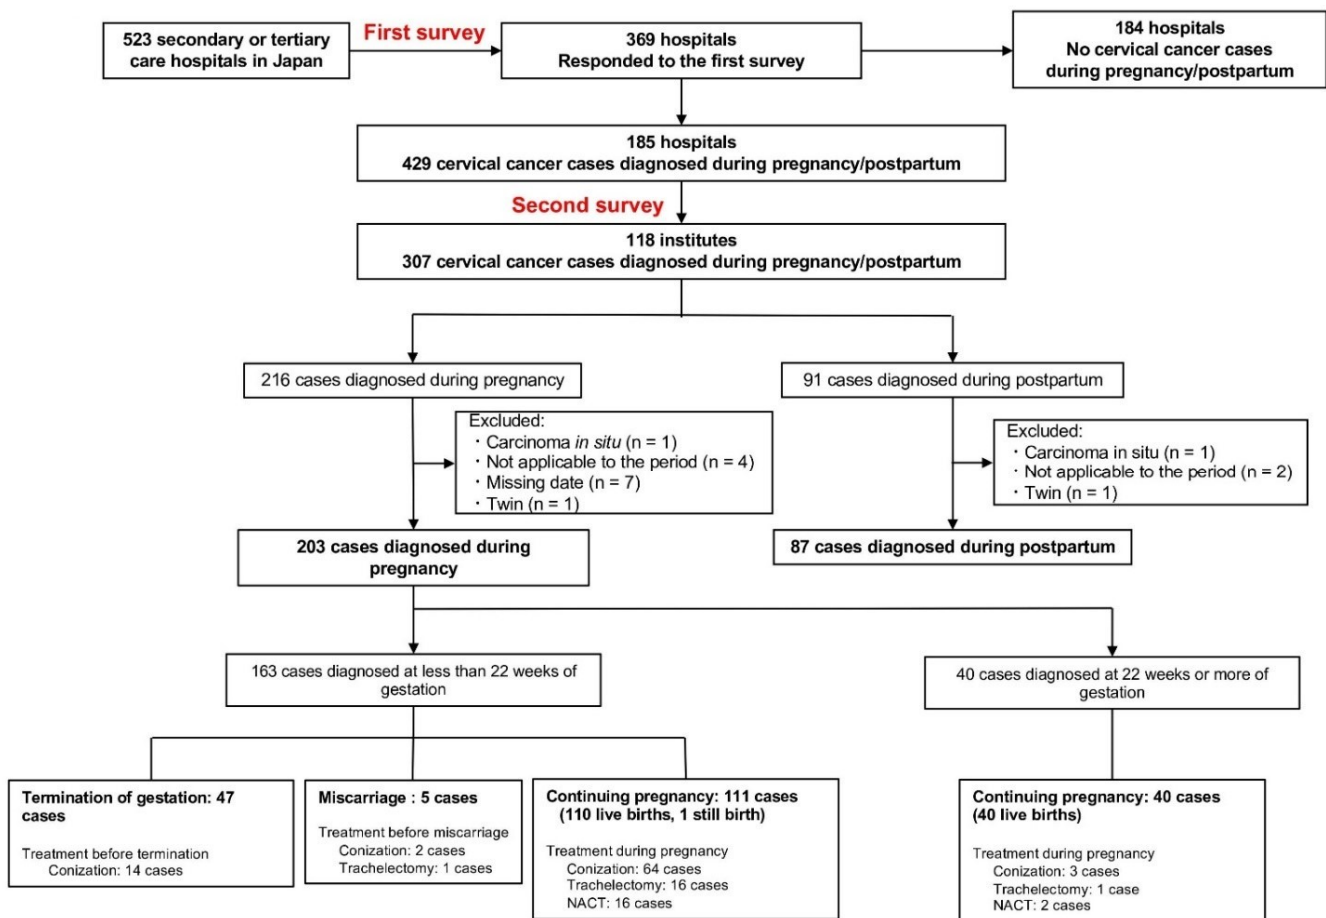 523 secondary or tertiary
care hospitals in Japan
First survey
369 hospitals
Responded to the first survey
184 hospitals
No cervical cancer cases
during pregnancy/postpartum
185 hospitals
429 cervical cancer cases diagnosed during pregnancy/postpartum
Second survey
118 institutes
307 cervical cancer cases diagnosed during pregnancy/postpartum
216 cases diagnosed during pregnancy
91 cases diagnosed during postpartum
Excluded:
・Carcinoma in situ (n = 1)
・Not applicable to the period (n = 4)
・Missing date (n = 7)
・Twin (n = 1)
Excluded:
・Carcinoma in situ (n = 1)
・Not applicable to the period (n = 2)
・Twin (n = 1)
203 cases diagnosed during
pregnancy
87 cases diagnosed during postpartum
163 cases diagnosed at less than 22 weeks of
gestation
40 cases diagnosed at 22 weeks or more of
gestation
Termination of gestation: 47
cases
Treatment before termination
Conization: 14 cases
Miscarriage : 5 cases
Treatment before miscarriage
Conization: 2 cases
Trachelectomy: 1 cases
Continuing pregnancy: 111 cases
(110 live births, 1 still birth)
Treatment during pregnancy
Conization: 64 cases
Trachelectomy: 16 cases
NACT: 16 cases
Continuing pregnancy: 40 cases
(40 live births)
Treatment during pregnancy
Conization: 3 cases
Trachelectomy: 1 case
NACT: 2 cases